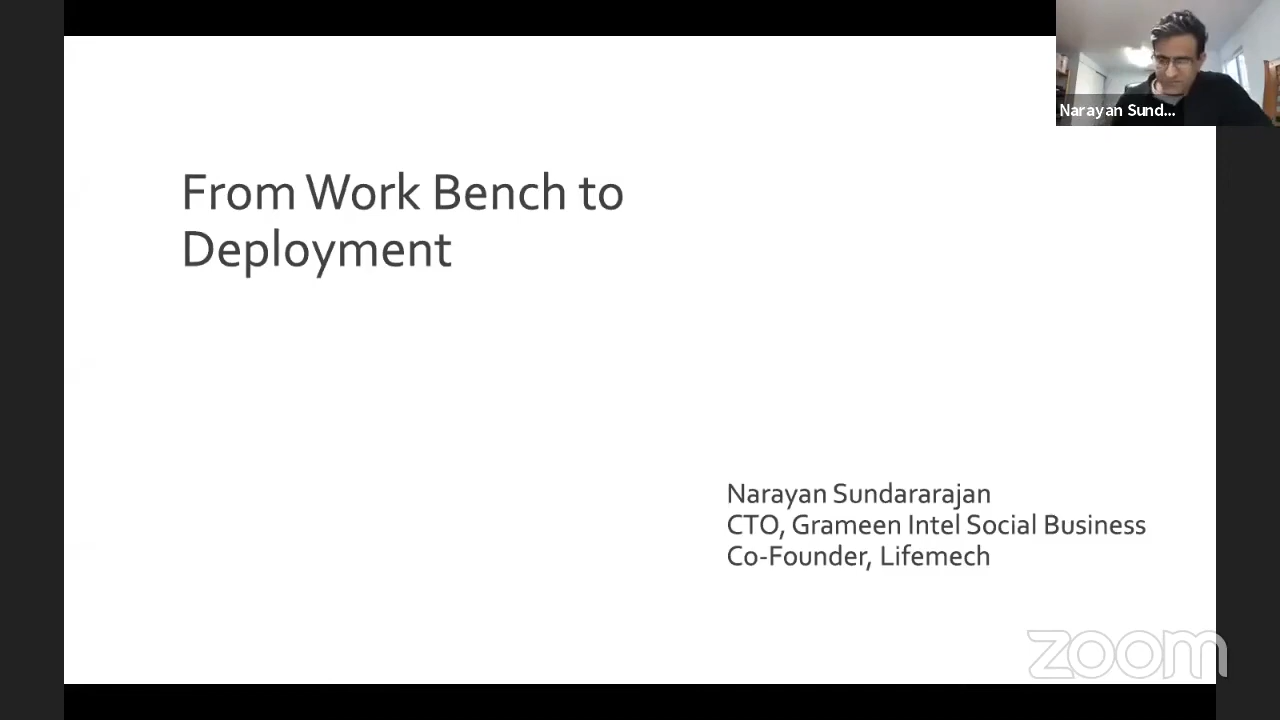 Narayan Sund...
From Work Bench to
Deployment
Narayan Sundararajan
CTO, Grameen Intel Social Business
Co-Founder, Lifemech
zoom